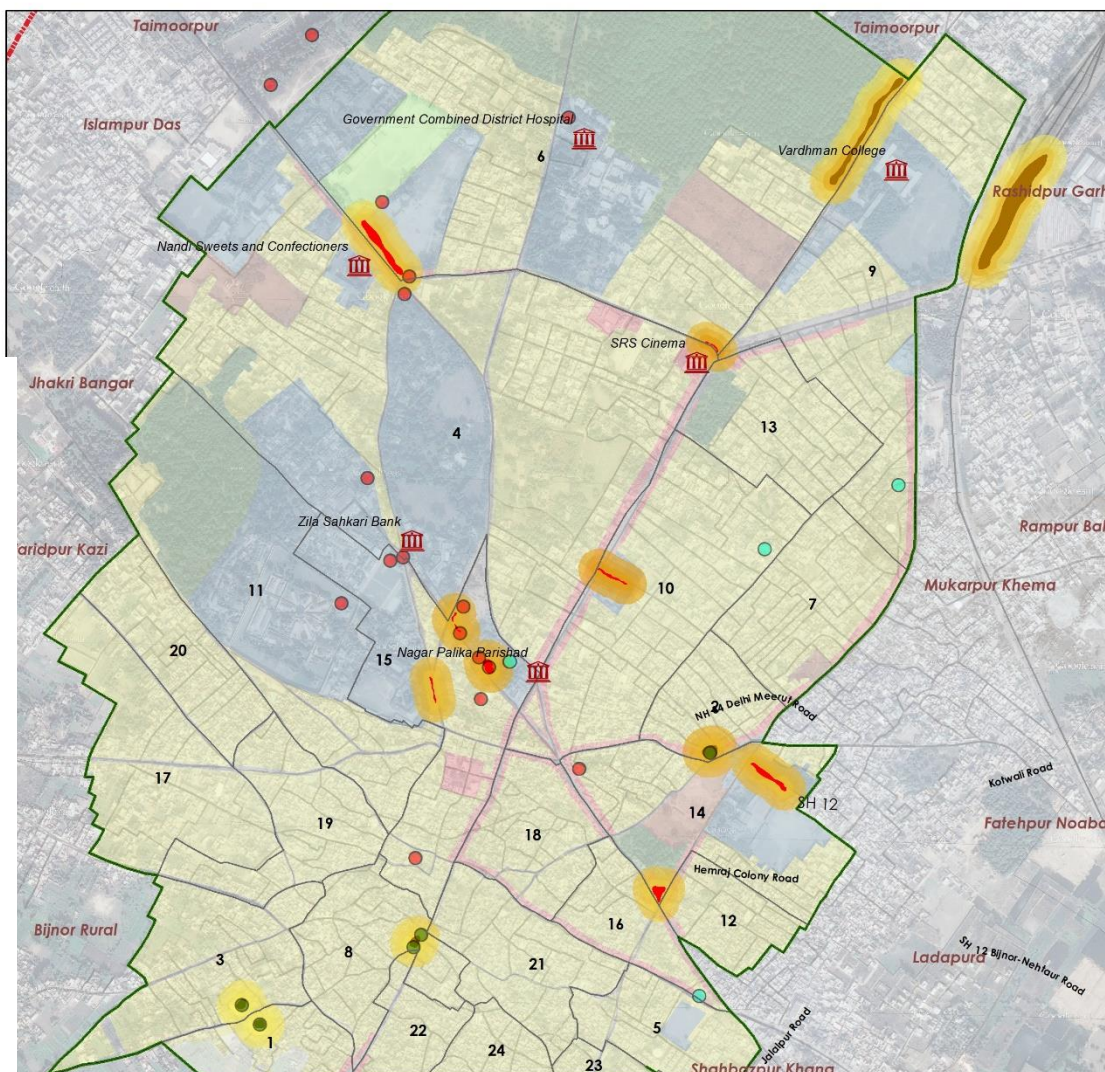 Taimoorpur
Taimoorpur
Islampur Das
Government Combined District Hospital
6
Vardhman College
Rashidpur Garh
Nandi Sweets and Confectioners
9
SRS Cinema
Jhakri Bangar
4
13
Zila Sahkari Bank
Rampur Bak
aridpur Kazi
11
10
Mukarpur Khema
7
20
15
Nagar Palika Parishad
2
Delhi Meerut Road
17
Kotwali Road
SH 12
14
Fatehpur Noaba
19
18
Hemraj Colony Road
16
12
Bijnor Rural
3
8
21
Ladapura
SH 12 Bijnor-Nehtaur Road
1
22
24
5
23
Jalalpur Road
Shahbazpur Khana